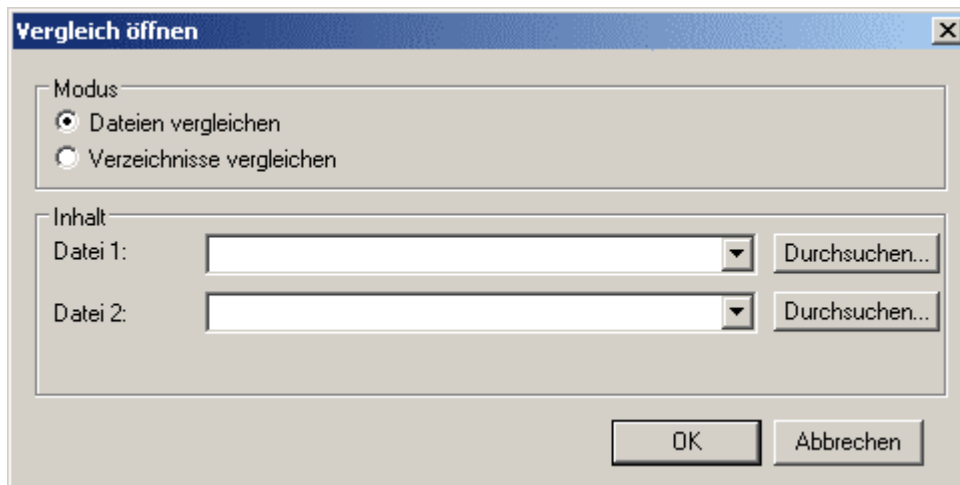 Vergleich öffnen
Modus
Dateien vergleichen
Verzeichnisse vergleichen
Inhalt
Datei 1: Durchsuchen...
Datei 2: Durchsuchen...
OK Abbrechen